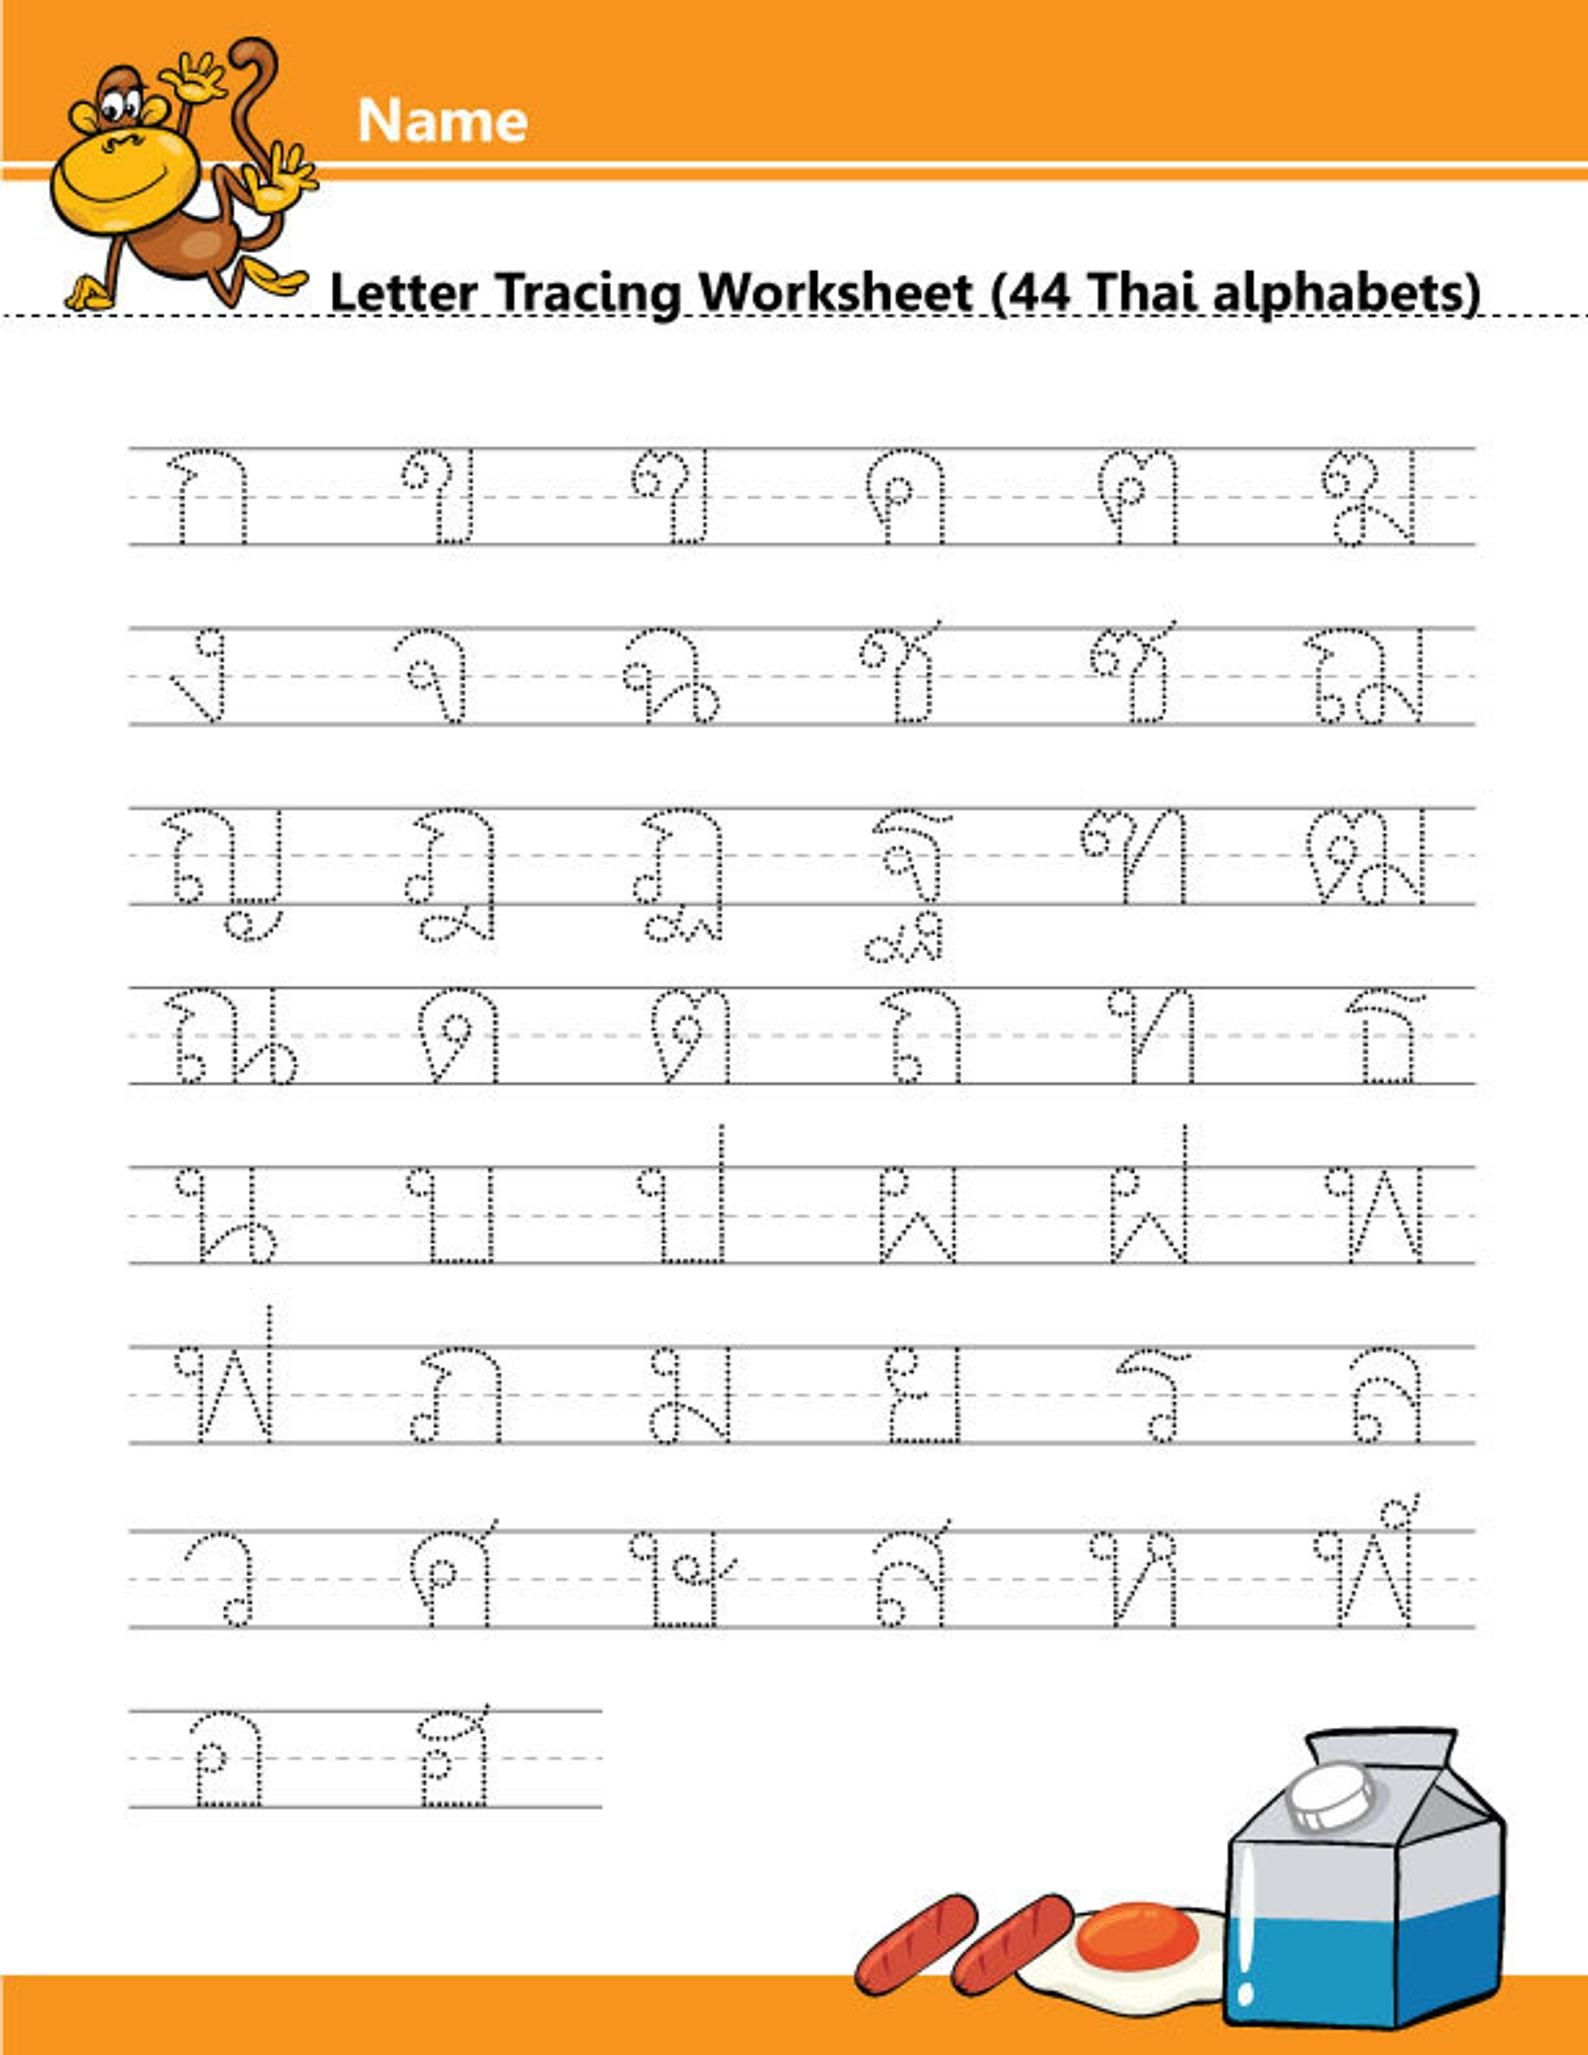 Name
Letter Tracing Worksheet (44 Thai alphabets)
ก ข ฃ ค ฅ ฆ
ง จ ฉ ช ซ ฌ
ญ ฎ ฏ ฐ ฑ ฒ
ณ ด ต ถ ท ธ
น บ ป ผ ฝ พ
ฟ ภ ม ย ร ล
ว ศ ษ ส ห ฬ
อ ฮ